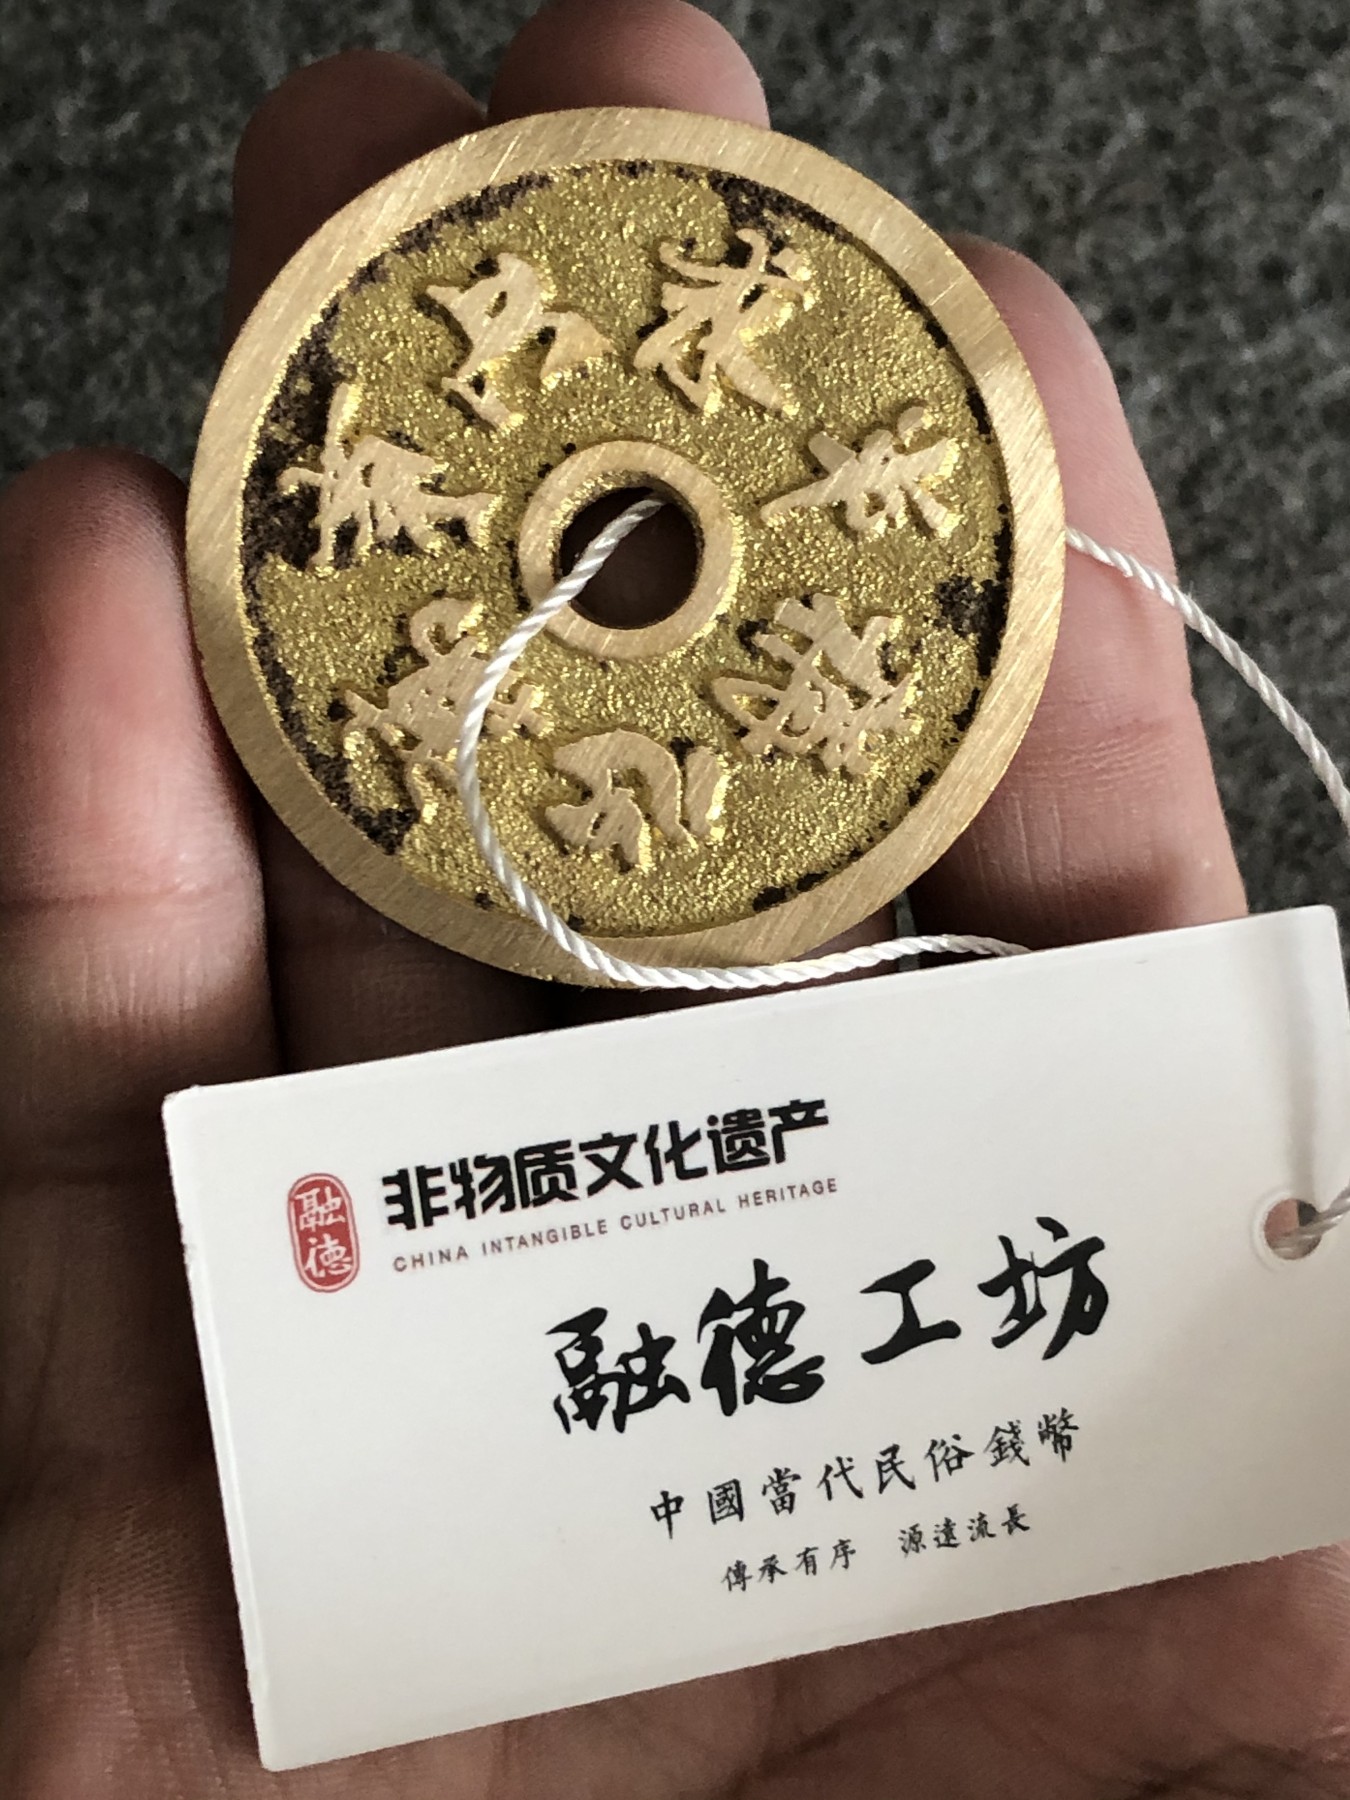 融德
非物质文化遗产
CHINA INTANGIBLE CULTURAL HERITAGE
融德工坊
中國當代民俗錢幣
傳承有序 源遠流長